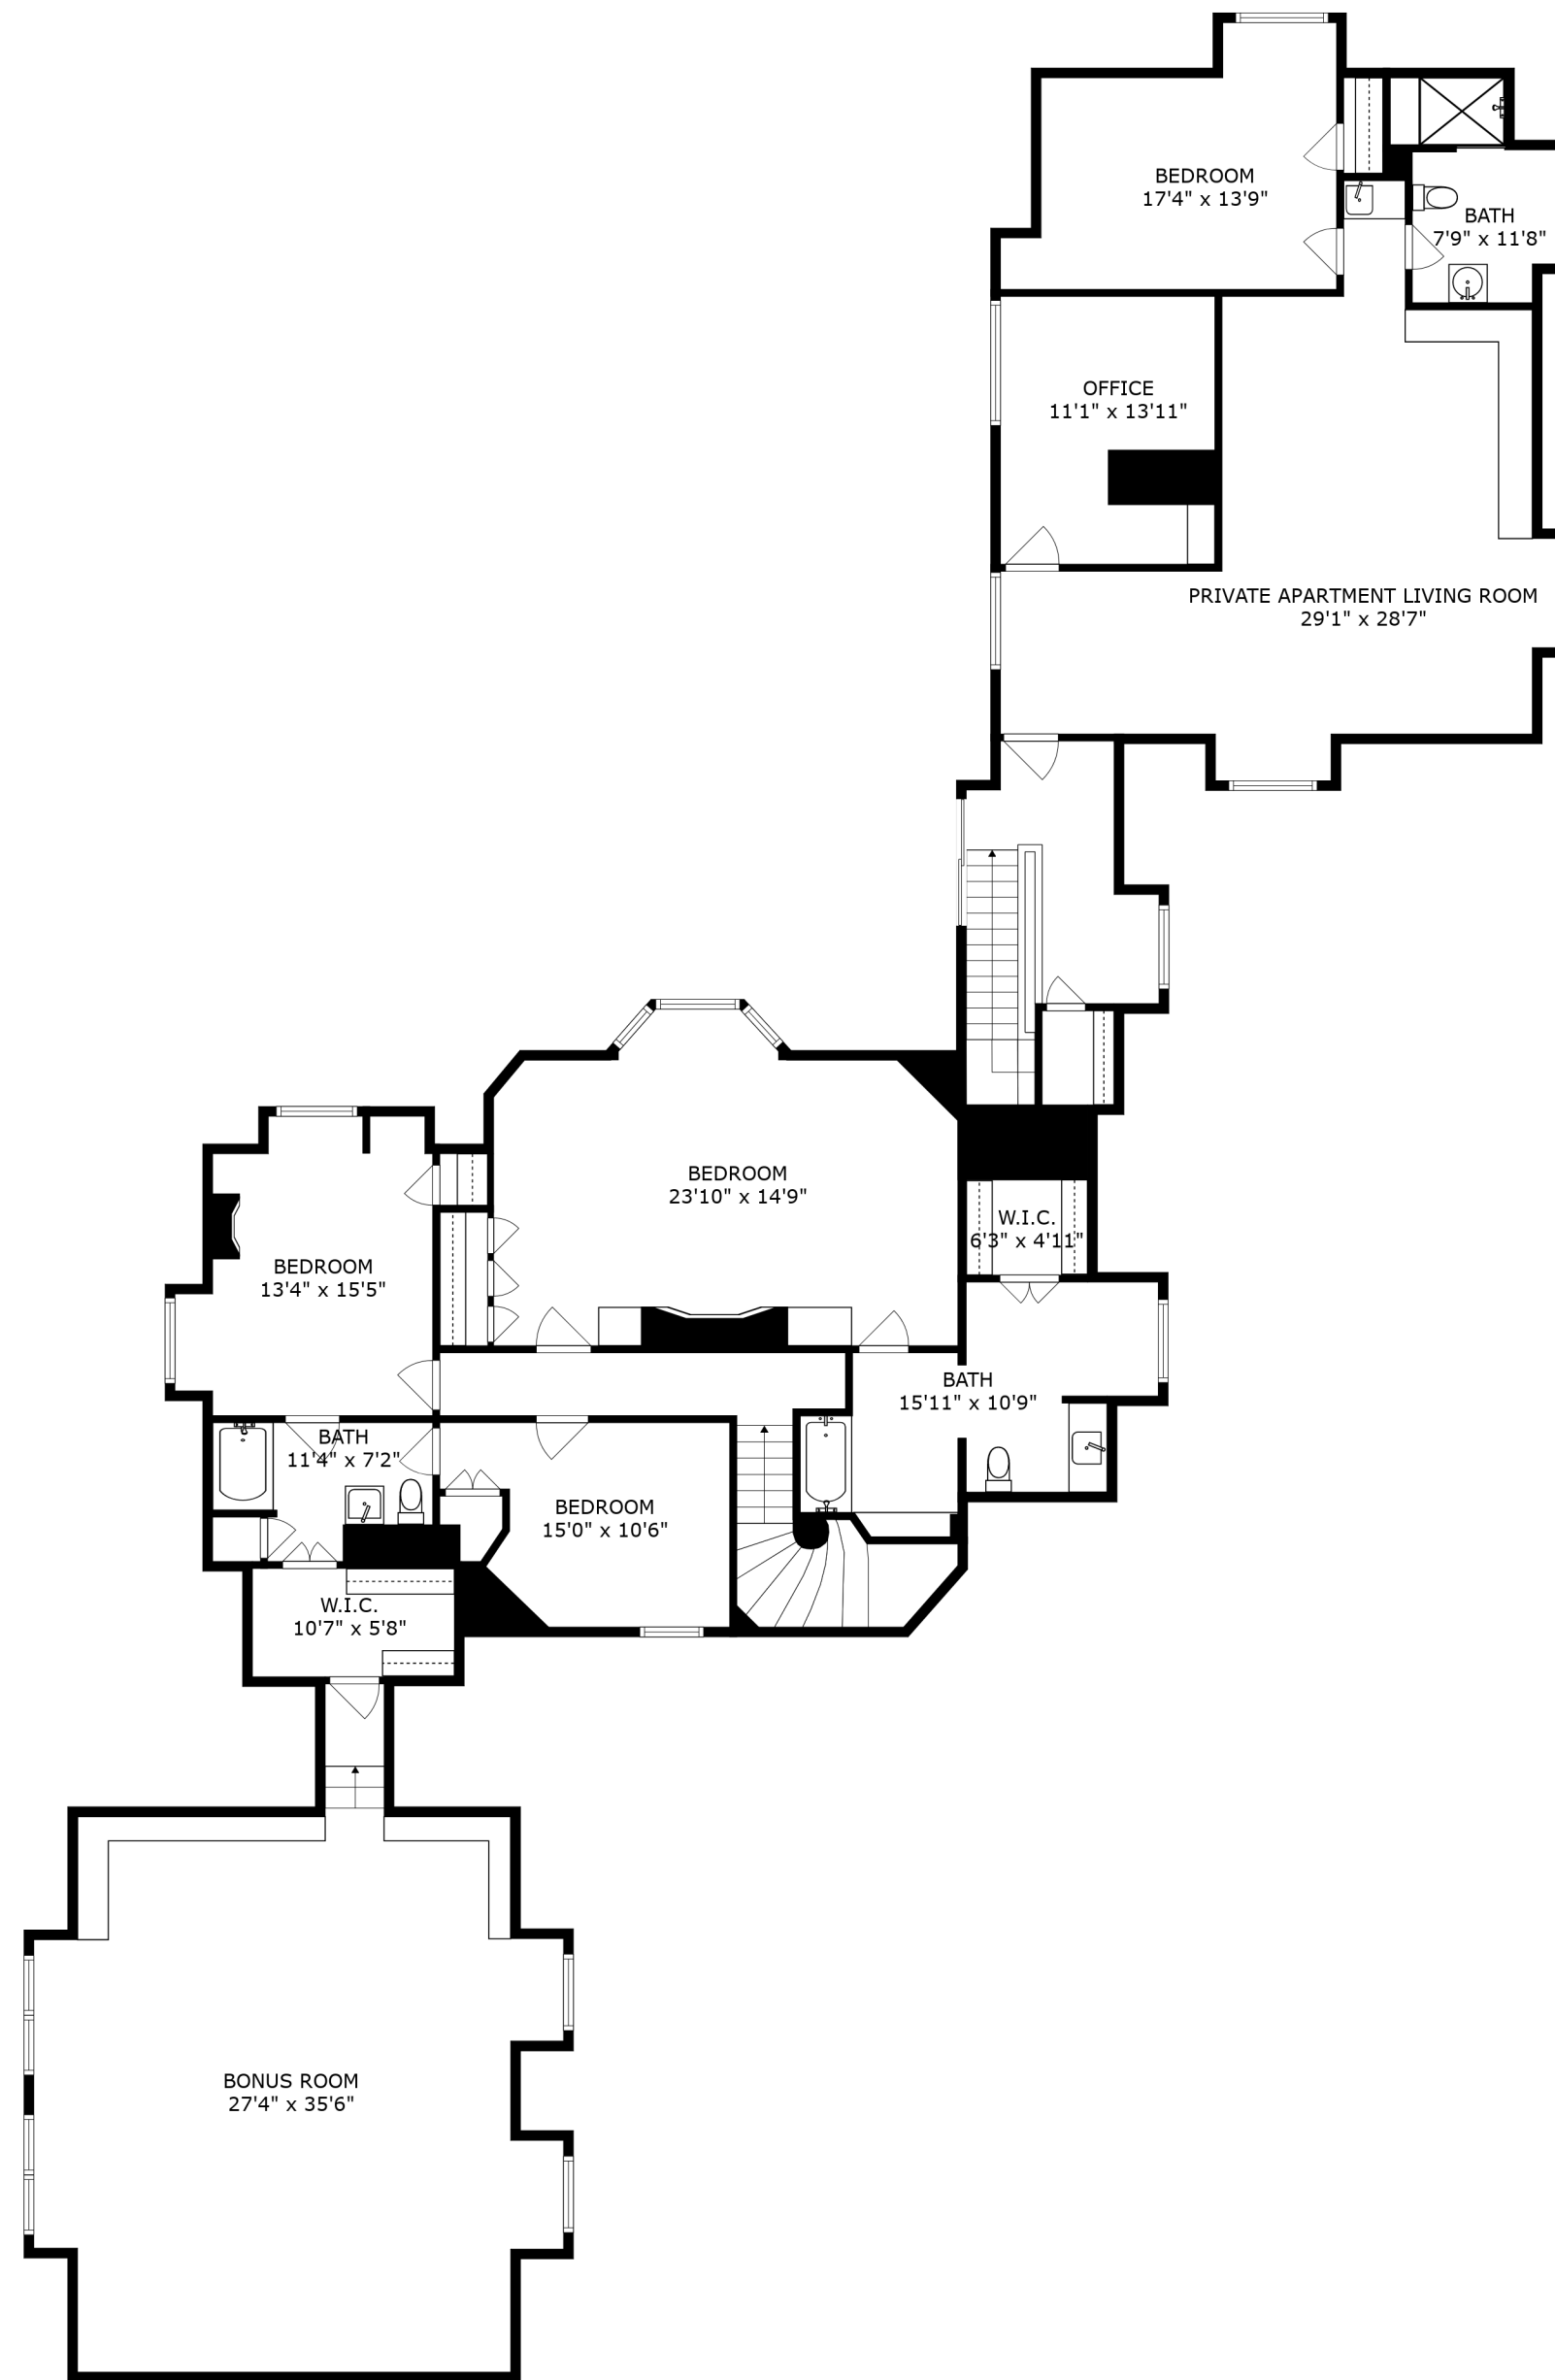 BEDROOM
17'4" x 13'9"
BATH
7'9" x 11'8"
OFFICE
11'1" x 13'11"
PRIVATE APARTMENT LIVING ROOM
29'1" x 28'7"
BEDROOM
23'10" x 14'9"
W.I.C.
6'3" x 4'11"
BEDROOM
13'4" x 15'5"
BATH
15'11" x 10'9"
BATH
11'4" x 7'2"
BEDROOM
15'0" x 10'6"
W.I.C.
10'7" x 5'8"
BONUS ROOM
27'4" x 35'6"